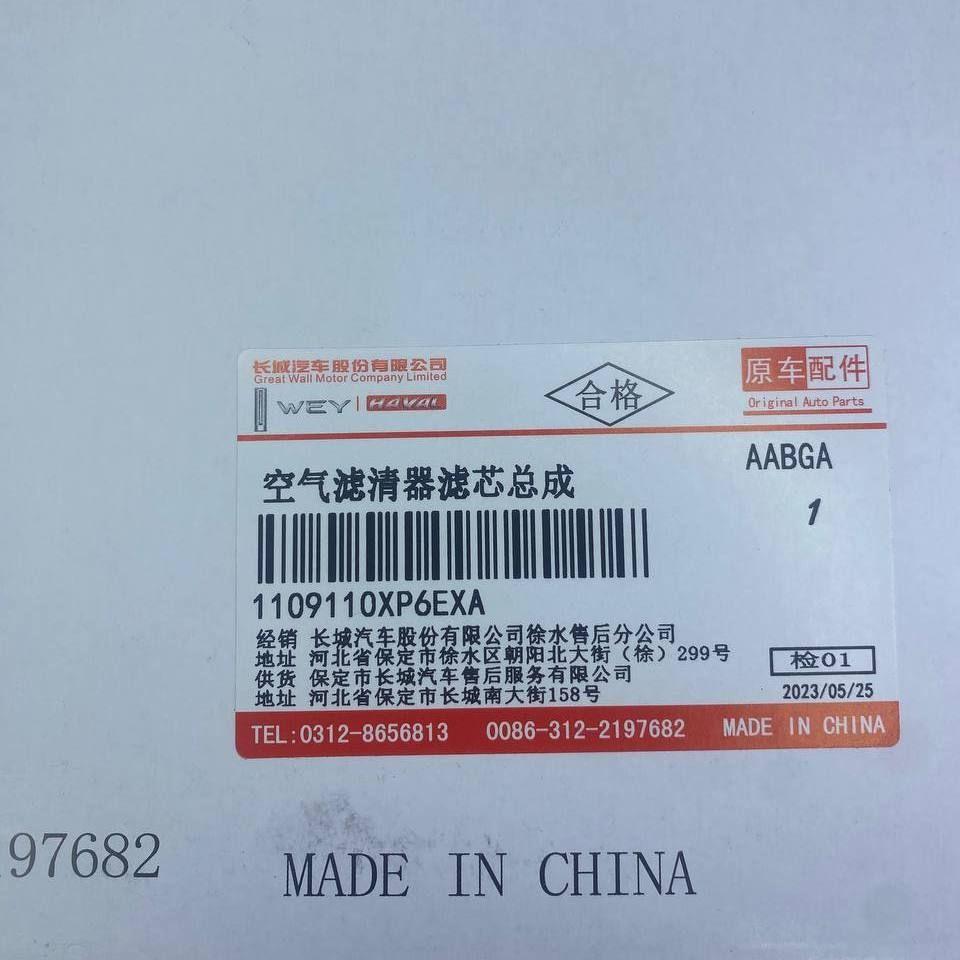 长城汽车股份有限公司
Great Wall Motor Company Limited
WEY HAVAL
合格
原车配件
Original Auto Parts
AABGA
空气滤清器滤芯总成
1
1109110XP6EXA
经销 长城汽车股份有限公司徐水售后分公司
地址 河北省保定市徐水区朝阳北大街（徐）299号
供货 保定市长城汽车售后服务有限公司
地址 河北省保定市长城南大街158号
检01
2023/05/25
TEL:0312-8656813 0086-312-2197682 MADE IN CHINA
97682
MADE IN CHINA